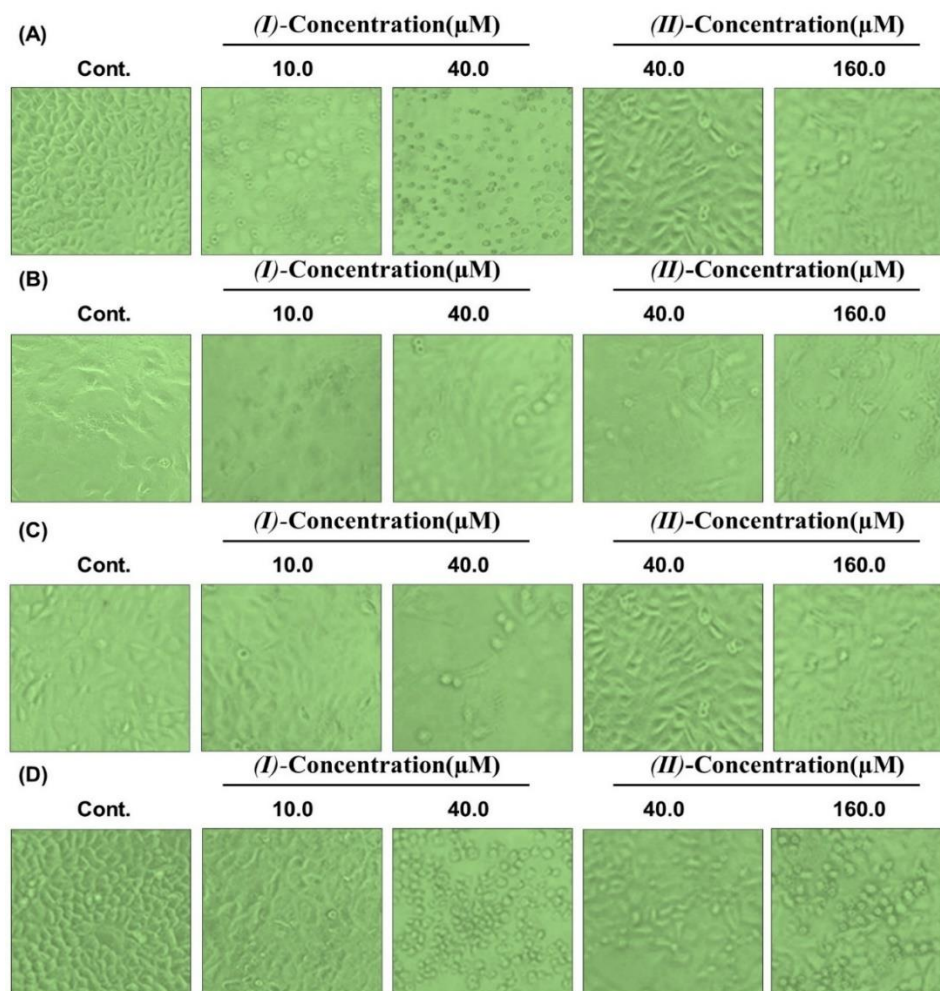 (A)
(I)-Concentration(µM) (II)-Concentration(µM)
Cont. 10.0 40.0 40.0 160.0
(B)
(I)-Concentration(µM) (II)-Concentration(µM)
Cont. 10.0 40.0 40.0 160.0
(C)
(I)-Concentration(µM) (II)-Concentration(µM)
Cont. 10.0 40.0 40.0 160.0
(D)
(I)-Concentration(µM) (II)-Concentration(µM)
Cont. 10.0 40.0 40.0 160.0